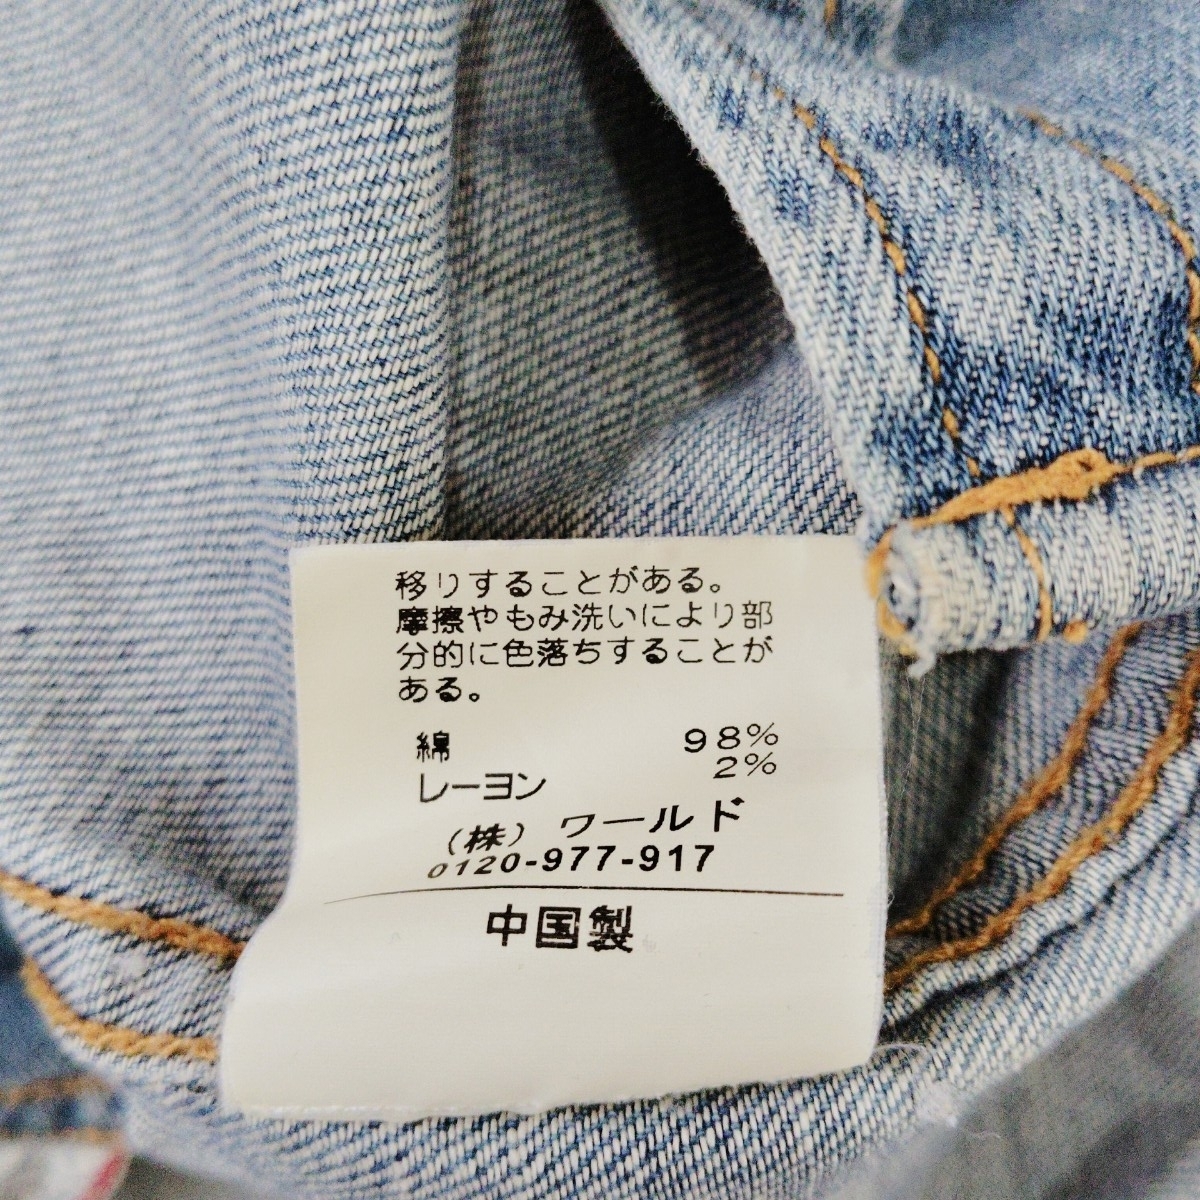 移りすることがある。
摩擦やもみ洗いにより部
分的に色落ちすることが
ある。
綿 98%
レーヨン 2%
(株) ワールド
0120-977-917
中国製